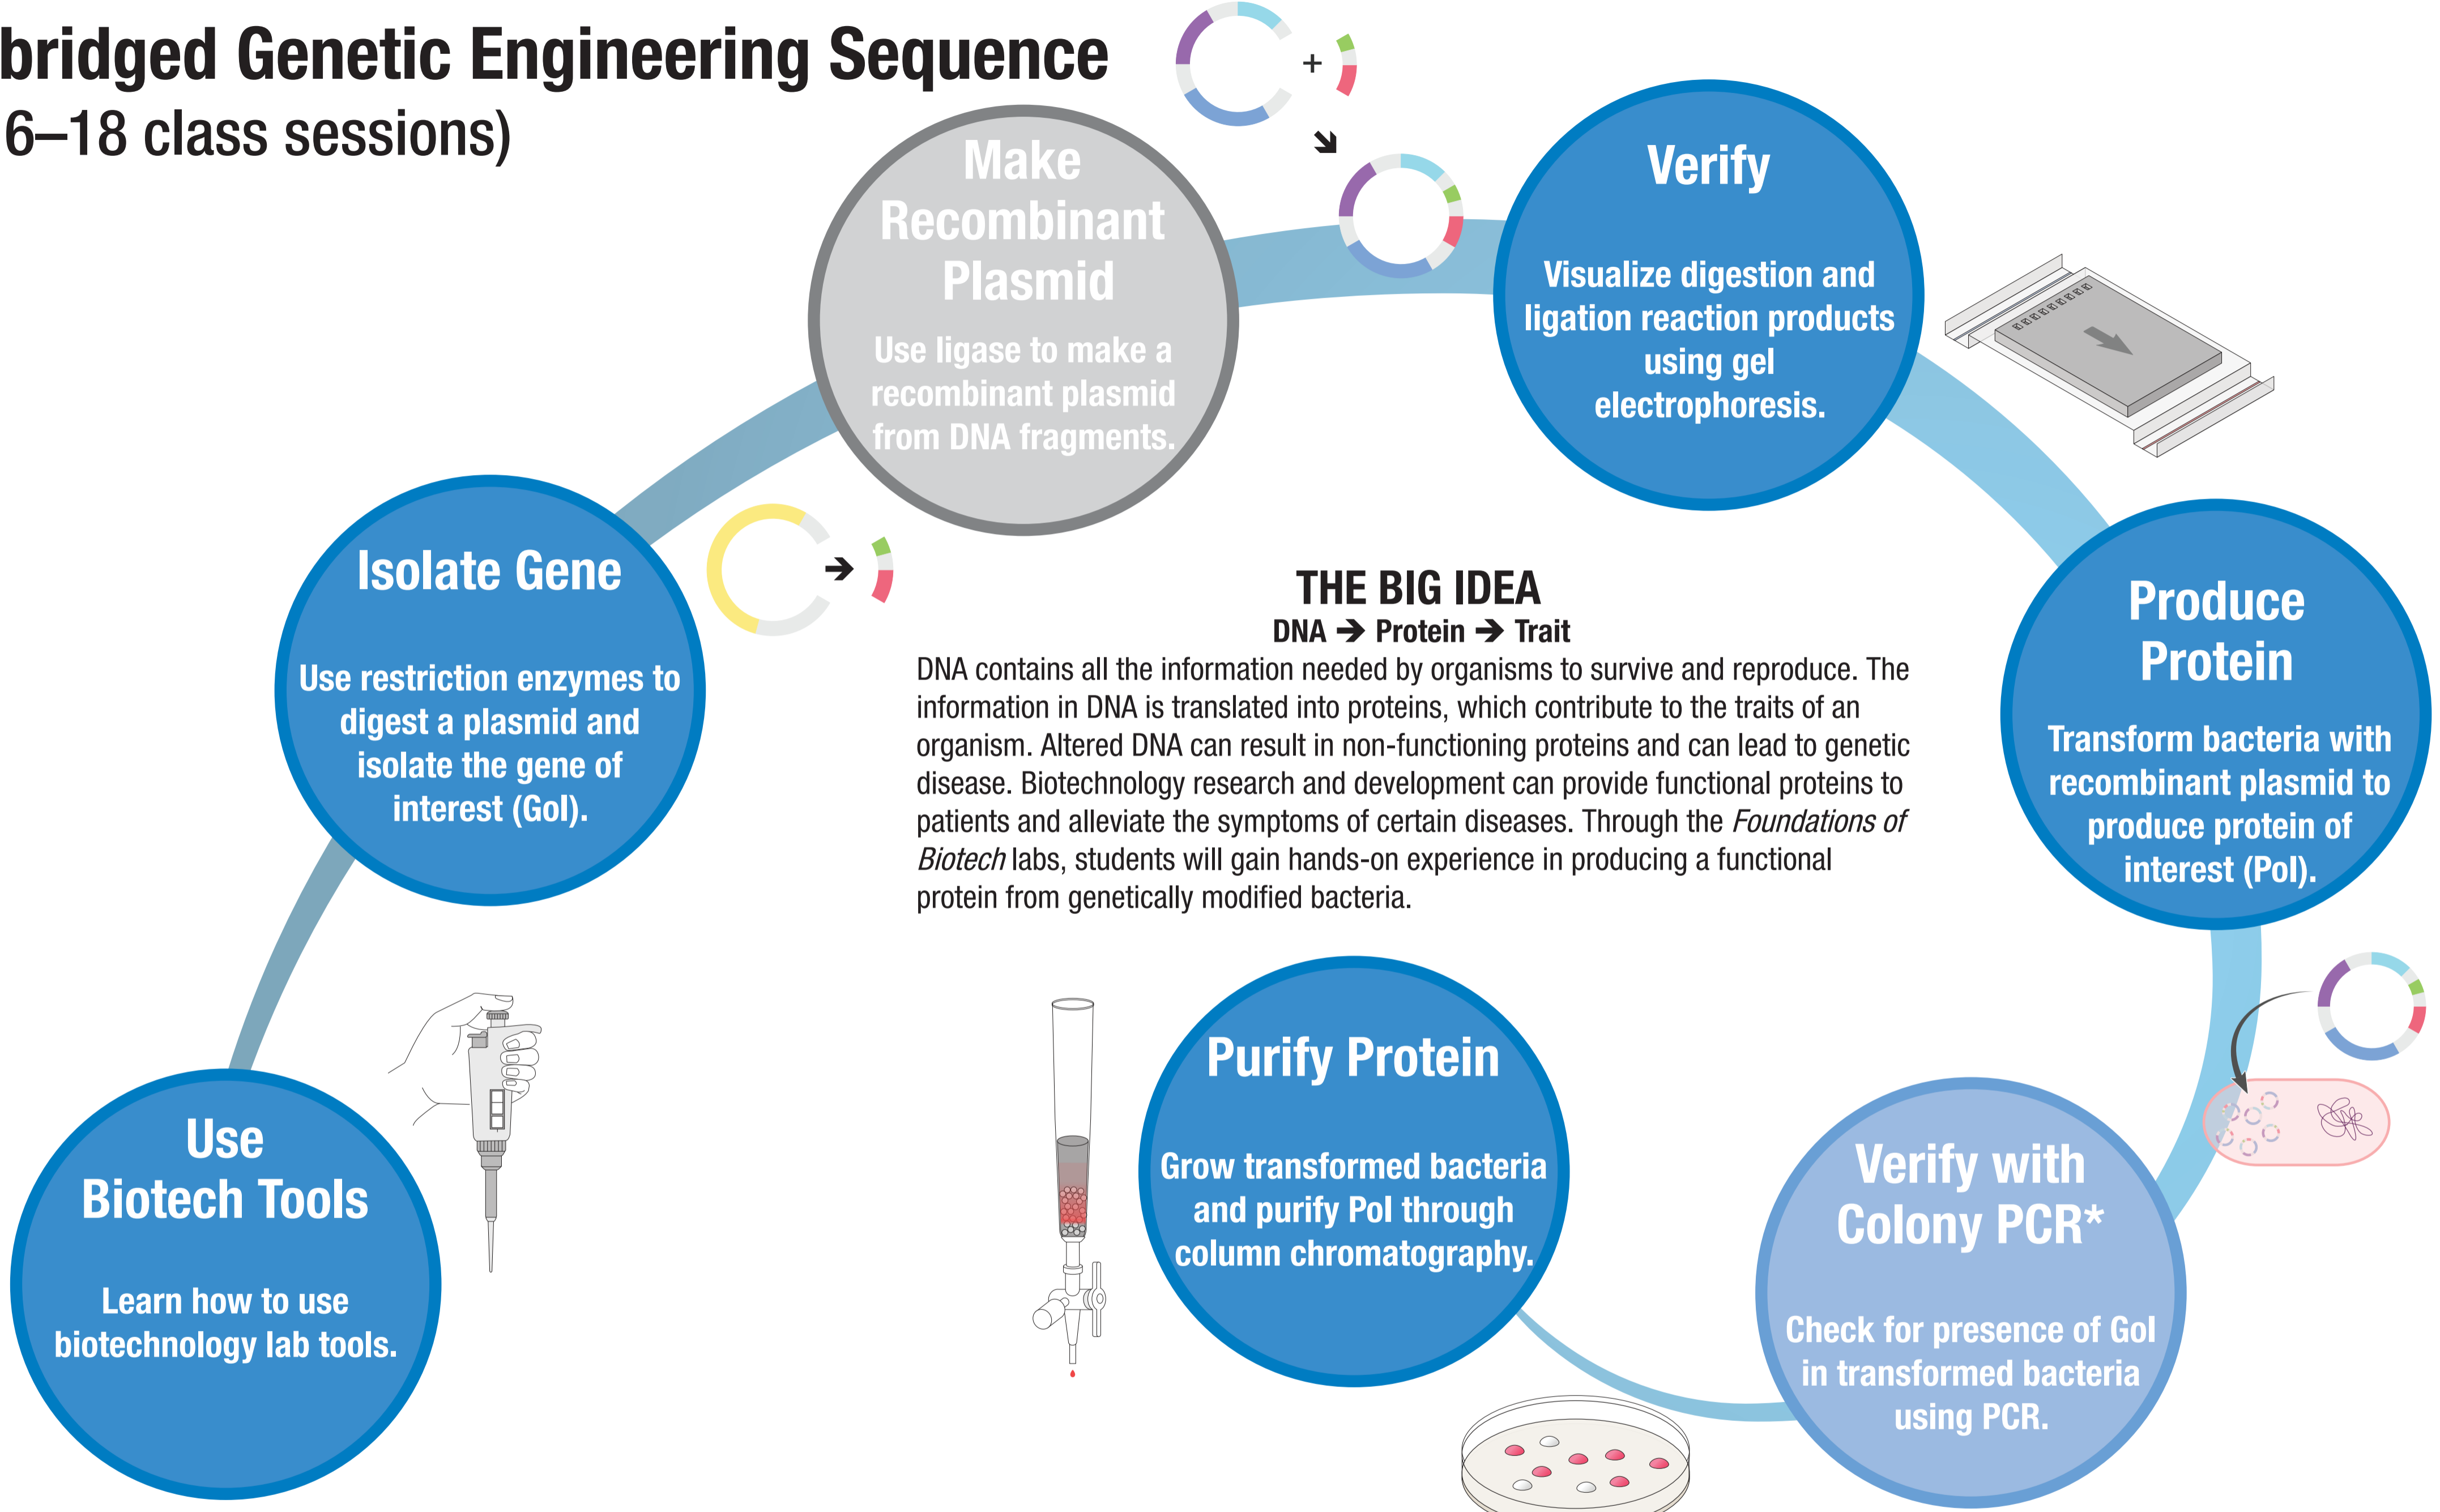 bridged Genetic Engineering Sequence
6–18 class sessions)
Use
Biotech Tools
Learn how to use
biotechnology lab tools.
Isolate Gene
Use restriction enzymes to
digest a plasmid and
isolate the gene of
interest (GoI).
Make
Recombinant
Plasmid
Use ligase to make a
recombinant plasmid
from DNA fragments.
+
Verify
Visualize digestion and
ligation reaction products
using gel
electrophoresis.
Produce
Protein
Transform bacteria with
recombinant plasmid to
produce protein of
interest (PoI).
Verify with
Colony PCR*
Check for presence of GoI
in transformed bacteria
using PCR.
Purify Protein
Grow transformed bacteria
and purify PoI through
column chromatography.
THE BIG IDEA
DNA ➔ Protein ➔ Trait
DNA contains all the information needed by organisms to survive and reproduce. The
information in DNA is translated into proteins, which contribute to the traits of an
organism. Altered DNA can result in non-functioning proteins and can lead to genetic
disease. Biotechnology research and development can provide functional proteins to
patients and alleviate the symptoms of certain diseases. Through the Foundations of
Biotech labs, students will gain hands-on experience in producing a functional
protein from genetically modified bacteria.